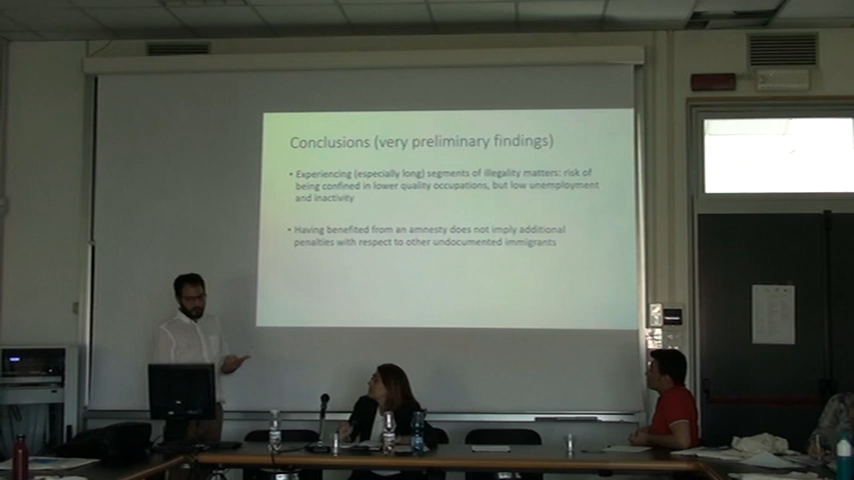 Conclusions (very preliminary findings)
• Experiencing (especially long) segments of illegality matters: risk of
being confined in lower quality occupations, but low unemployment
and inactivity
• Having benefited from an amnesty does not imply additional
penalties with respect to other undocumented immigrants